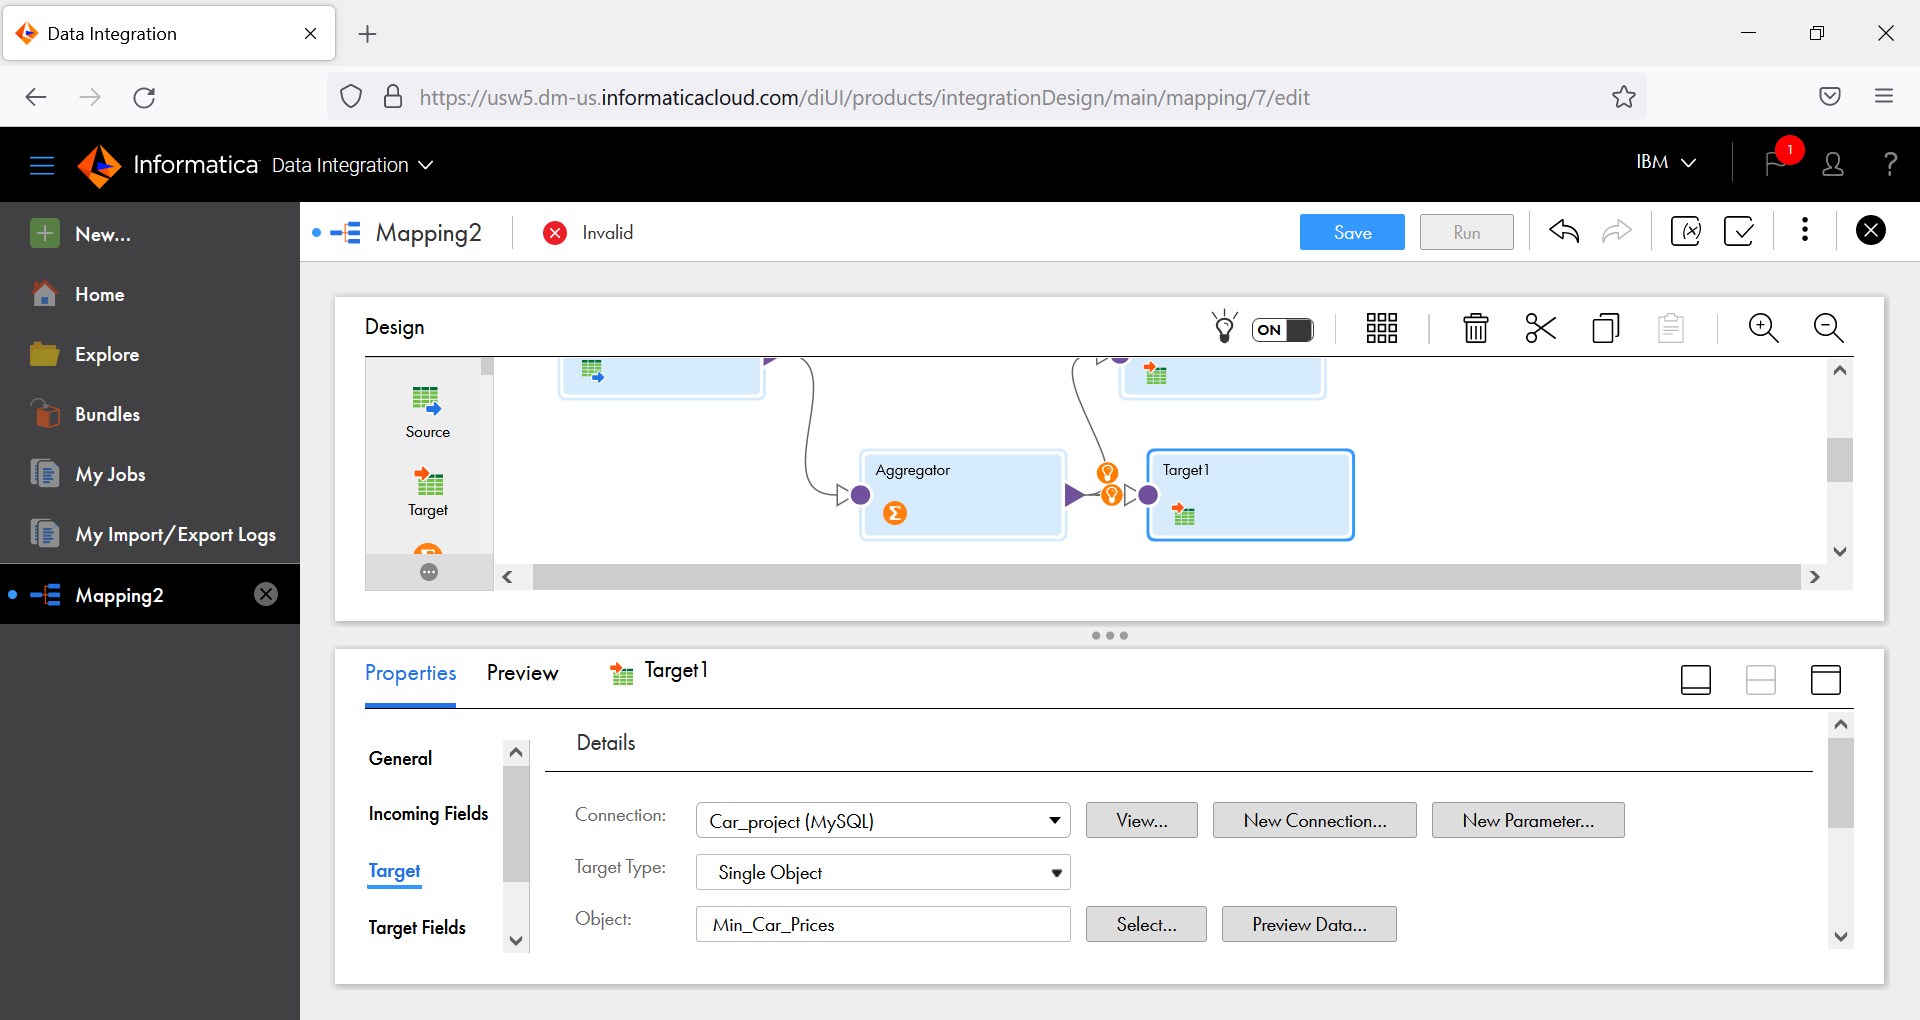 Data Integration
https://usw5.dm-us.informaticacloud.com/diUI/products/integrationDesign/main/mapping/7/edit
Informatica Data Integration
IBM
1
?
New...
Home
Explore
Bundles
My Jobs
My Import/Export Logs
Mapping2
Mapping2
Invalid
Save
Run
Design
ON
Source
Target
Aggregator
Target1
Properties
Preview
Target1
General
Incoming Fields
Target
Target Fields
Details
Connection:
Car_project (MySQL)
View...
New Connection...
New Parameter...
Target Type:
Single Object
Object:
Min_Car_Prices
Select...
Preview Data...